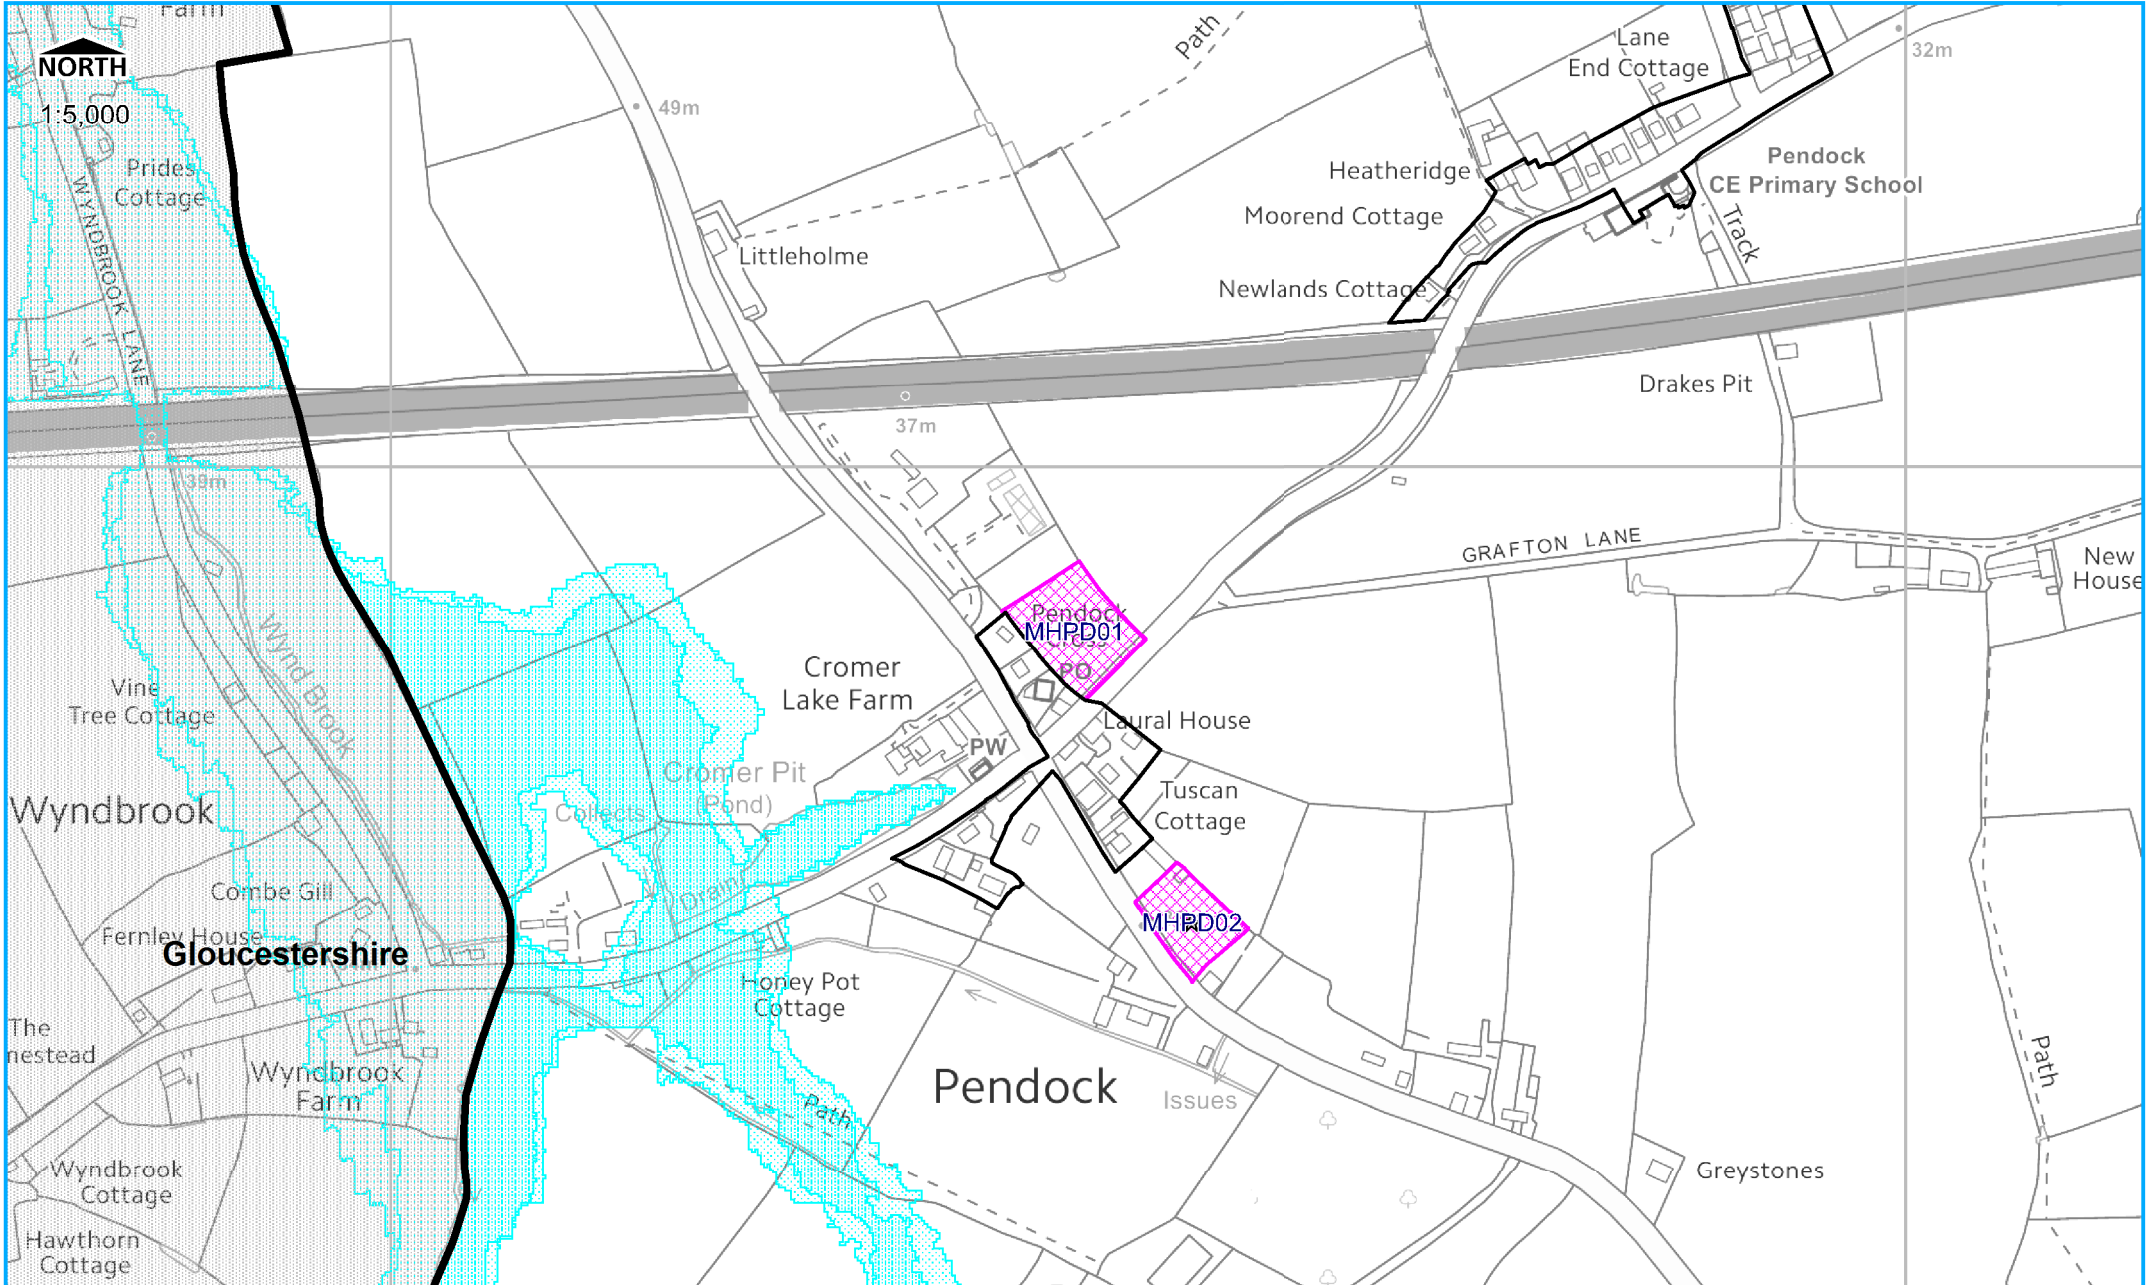 Farm
NORTH
1:5,000
Prides
Cottage
WYNDBROOK LANE
49m
Path
Lane
End Cottage
32m
Heatheridge
Pendock
CE Primary School
Moorend Cottage
Track
Littleholme
Newlands Cottage
Drakes Pit
37m
39m
GRAFTON LANE
New
House
Pendock
Cross
MHPD01
PO
Wynd Brook
Cromer
Lake Farm
Vine
Tree Cottage
Laural House
PW
Cromer Pit
(Pond)
Collects
Tuscan
Cottage
Wyndbrook
Drain
Combe Gill
Fernley House
Gloucestershire
MHPD02
Honey Pot
Cottage
The
nestead
Wyndbrook
Farm
Pendock
Issues
Path
Path
Wyndbrook
Cottage
Greystones
Hawthorn
Cottage